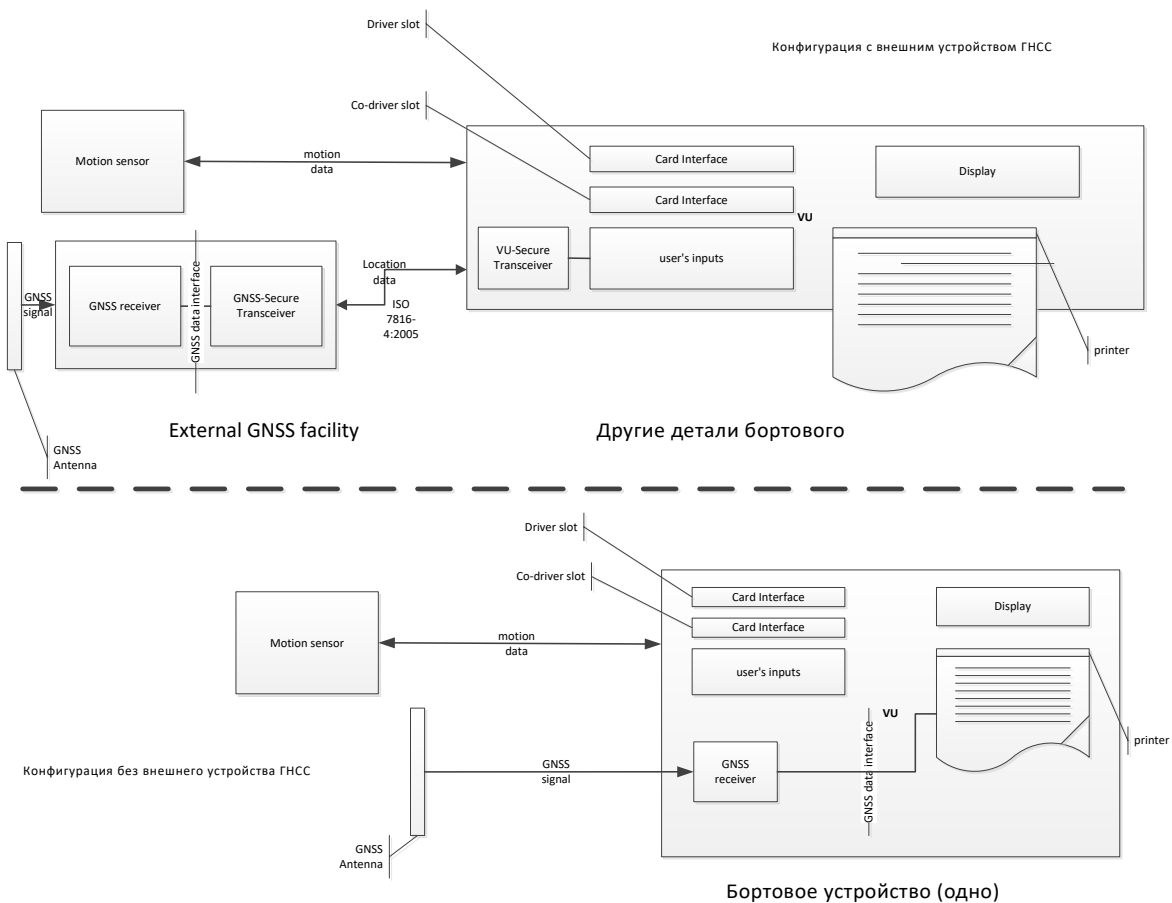 Driver slot
Конфигурация с внешним устройством ГНСС
Co-driver slot
Motion sensor
motion
data
Card Interface
Display
Card Interface
VU
VU-Secure
Transceiver
user's inputs
GNSS
signal
GNSS receiver
GNSS data interface
GNSS-Secure
Transceiver
Location
data
ISO
7816-
4:2005
printer
External GNSS facility
Другие детали бортового
GNSS
Antenna
Driver slot
Co-driver slot
Card Interface
Display
Card Interface
Motion sensor
motion
data
user's inputs
VU
printer
Конфигурация без внешнего устройства ГНСС
GNSS
signal
GNSS
receiver
GNSS data interface
GNSS
Antenna
Бортовое устройство (одно)